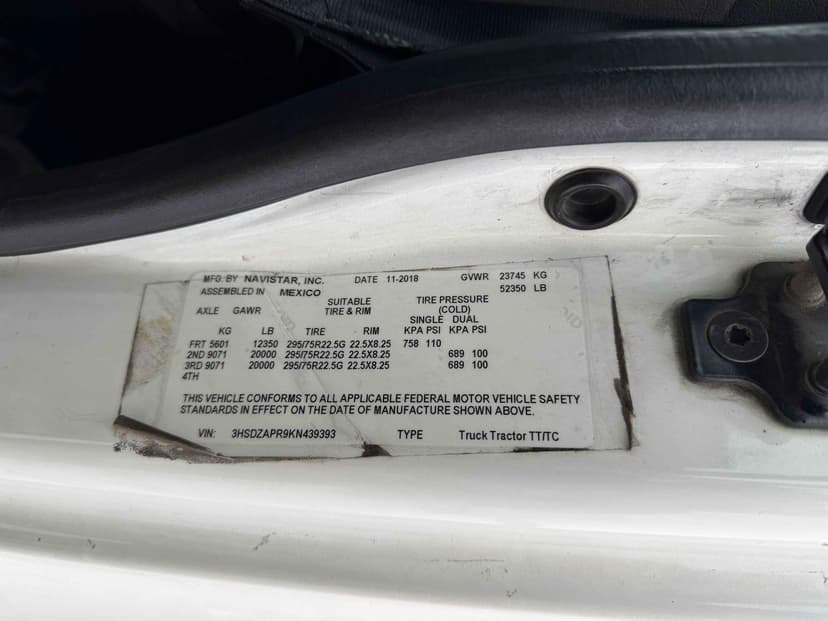 MFG. BY NAVISTAR, INC. DATE 11-2018 GVWR 23745 KG
ASSEMBLED IN MEXICO 52350 LB
SUITABLE TIRE PRESSURE
AXLE GAWR TIRE & RIM (COLD)
SINGLE DUAL
KG LB TIRE RIM KPA PSI KPA PSI
FRT 5601 12350 295/75R22.5G 22.5X8.25 758 110
2ND 9071 20000 295/75R22.5G 22.5X8.25 689 100
3RD 9071 20000 295/75R22.5G 22.5X8.25 689 100
4TH
THIS VEHICLE CONFORMS TO ALL APPLICABLE FEDERAL MOTOR VEHICLE SAFETY
STANDARDS IN EFFECT ON THE DATE OF MANUFACTURE SHOWN ABOVE.
VIN: 3HSDZAPR9KN439393 TYPE Truck Tractor TT/TC